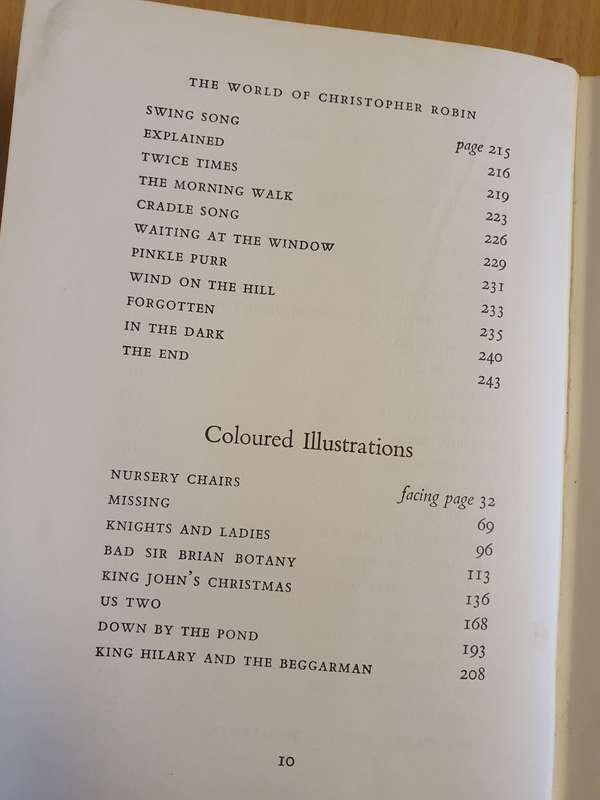 THE WORLD OF CHRISTOPHER ROBIN
SWING SONG page 215
EXPLAINED 216
TWICE TIMES 219
THE MORNING WALK 223
CRADLE SONG 226
WAITING AT THE WINDOW 229
PINKLE PURR 231
WIND ON THE HILL 233
FORGOTTEN 235
IN THE DARK 240
THE END 243
Coloured Illustrations
NURSERY CHAIRS facing page 32
MISSING 69
KNIGHTS AND LADIES 96
BAD SIR BRIAN BOTANY 113
KING JOHN'S CHRISTMAS 136
US TWO 168
DOWN BY THE POND 193
KING HILARY AND THE BEGGARMAN 208
10